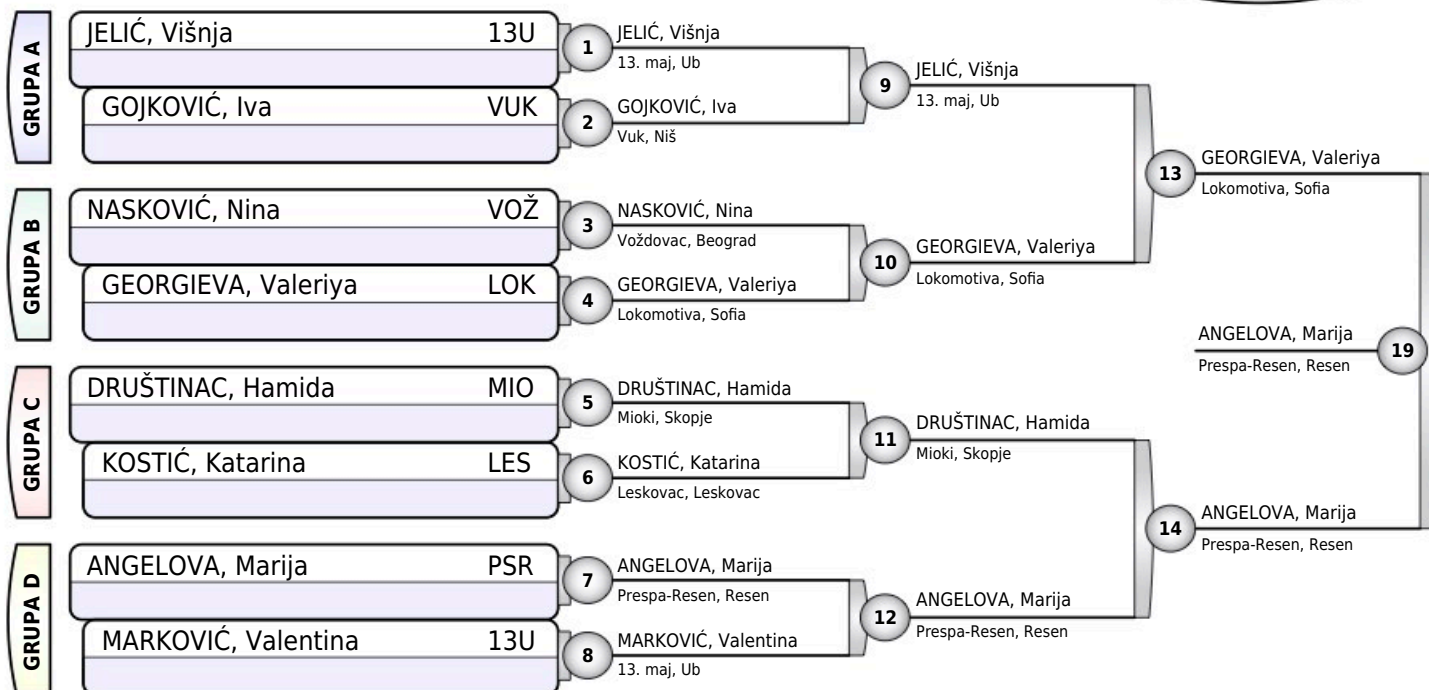 GRUPA A
JELIĆ, Višnja 13U
GOJKOVIĆ, Iva VUK
GRUPA B
NASKOVIĆ, Nina VOŽ
GEORGIEVA, Valeriya LOK
GRUPA C
DRUŠTINAC, Hamida MIO
KOSTIĆ, Katarina LES
GRUPA D
ANGELOVA, Marija PSR
MARKOVIĆ, Valentina 13U
1
JELIĆ, Višnja
13. maj, Ub
2
GOJKOVIĆ, Iva
Vuk, Niš
3
NASKOVIĆ, Nina
Voždovac, Beograd
4
GEORGIEVA, Valeriya
Lokomotiva, Sofia
5
DRUŠTINAC, Hamida
Mioki, Skopje
6
KOSTIĆ, Katarina
Leskovac, Leskovac
7
ANGELOVA, Marija
Prespa-Resen, Resen
8
MARKOVIĆ, Valentina
13. maj, Ub
9
JELIĆ, Višnja
13. maj, Ub
10
GEORGIEVA, Valeriya
Lokomotiva, Sofia
11
DRUŠTINAC, Hamida
Mioki, Skopje
12
ANGELOVA, Marija
Prespa-Resen, Resen
13
GEORGIEVA, Valeriya
Lokomotiva, Sofia
14
ANGELOVA, Marija
Prespa-Resen, Resen
ANGELOVA, Marija
Prespa-Resen, Resen
19